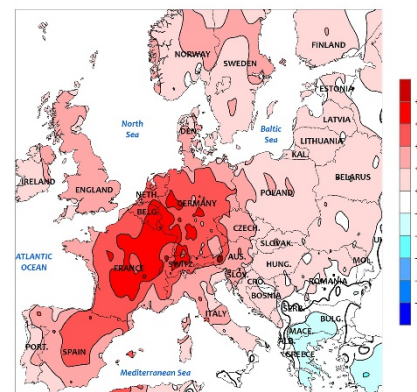 NORWAY
FINLAND
SWEDEN
ESTONIA
North
Sea
DEN.
Baltic
Sea
LATVIA
LITHUANIA
KAL.
IRELAND
ENGLAND
NETH.
BELG.
GERMANY
POLAND
BELARUS
CZECH.
SLOVAK.
ATLANTIC
OCEAN
FRANCE
SWITZ.
AUS.
HUNG.
MOL.
SLOV.
CRO.
ROMANIA
BOSNIA
SERB.
ITALY
BULG.
MACE.
ALB.
PORT.
SPAIN
GREECE
Mediterranean Sea